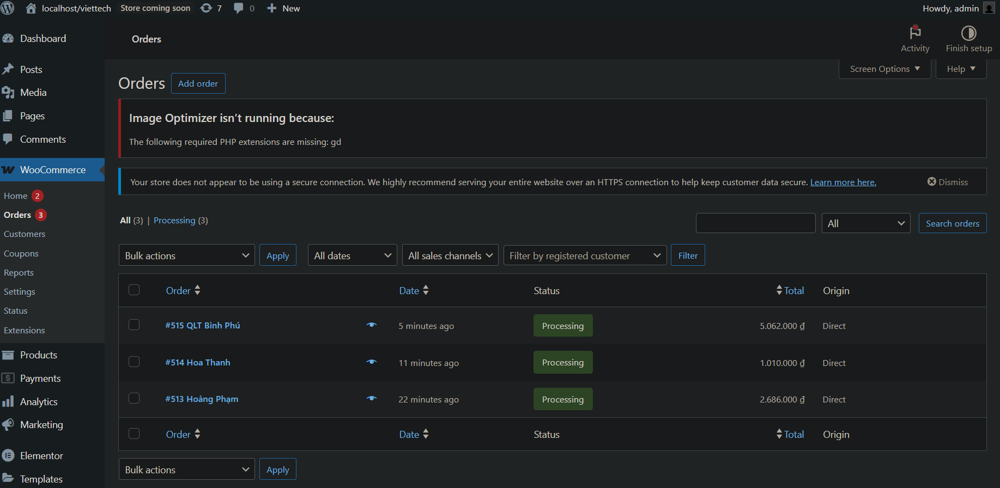 localhost/viettech Store coming soon 7 0 New Howdy, admin
Dashboard
Posts
Media
Pages
Comments
WooCommerce
Home 2
Orders 3
Customers
Coupons
Reports
Settings
Status
Extensions
Products
Payments
Analytics
Marketing
Elementor
Templates
Orders
Activity
Finish setup
Screen Options
Help
Orders Add order
Image Optimizer isn’t running because:
The following required PHP extensions are missing: gd
Your store does not appear to be using a secure connection. We highly recommend serving your entire website over an HTTPS connection to help keep customer data secure. Learn more here. Dismiss
All (3) | Processing (3)
All Search orders
Bulk actions Apply All dates All sales channels Filter by registered customer Filter
Order Date Status Total Origin
#515 QLT Bình Phú 5 minutes ago Processing 5.062.000 ₫ Direct
#514 Hoa Thanh 11 minutes ago Processing 1.010.000 ₫ Direct
#513 Hoàng Phạm 22 minutes ago Processing 2.686.000 ₫ Direct
Order Date Status Total Origin
Bulk actions Apply